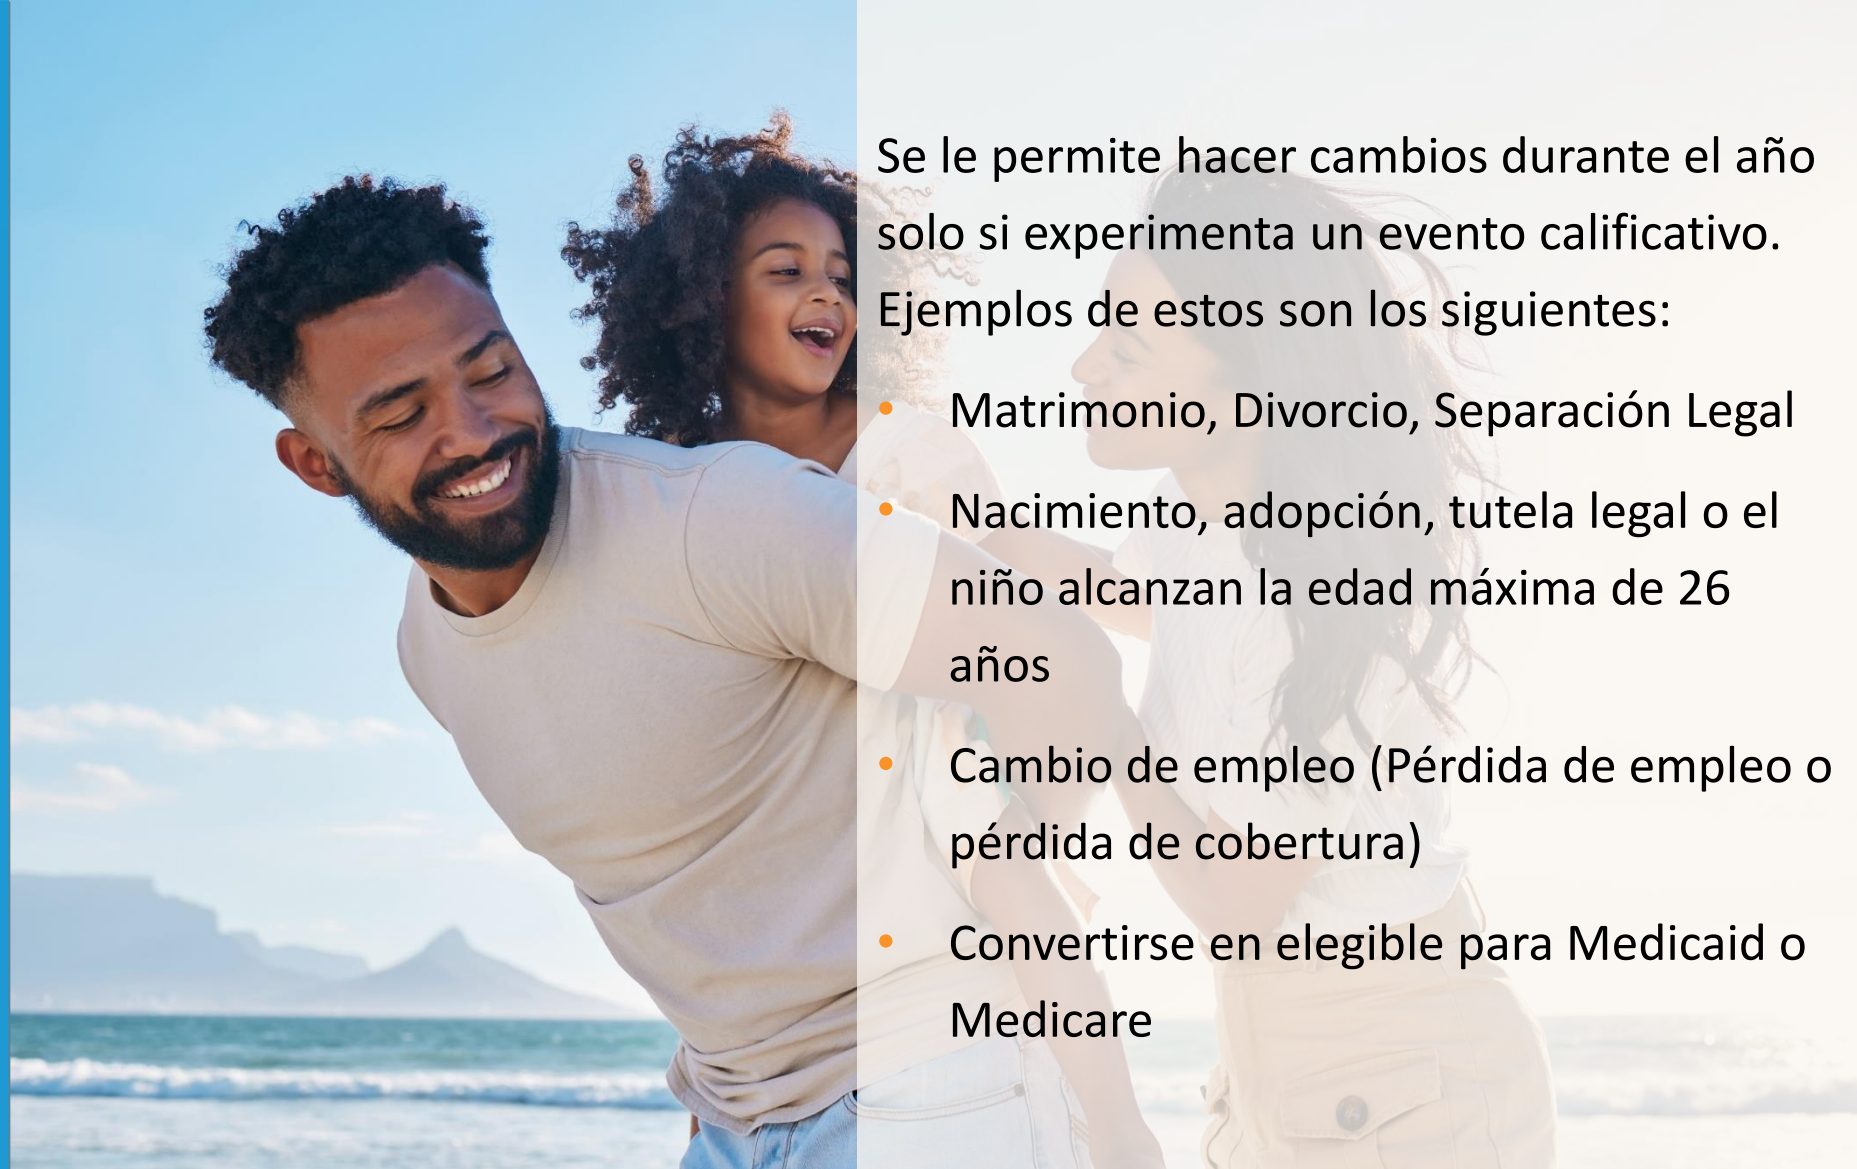 Se le permite hacer cambios durante el año
solo si experimenta un evento calificativo.
Ejemplos de estos son los siguientes:
• Matrimonio, Divorcio, Separación Legal
• Nacimiento, adopción, tutela legal o el
niño alcanzan la edad máxima de 26
años
• Cambio de empleo (Pérdida de empleo o
pérdida de cobertura)
• Convertirse en elegible para Medicaid o
Medicare